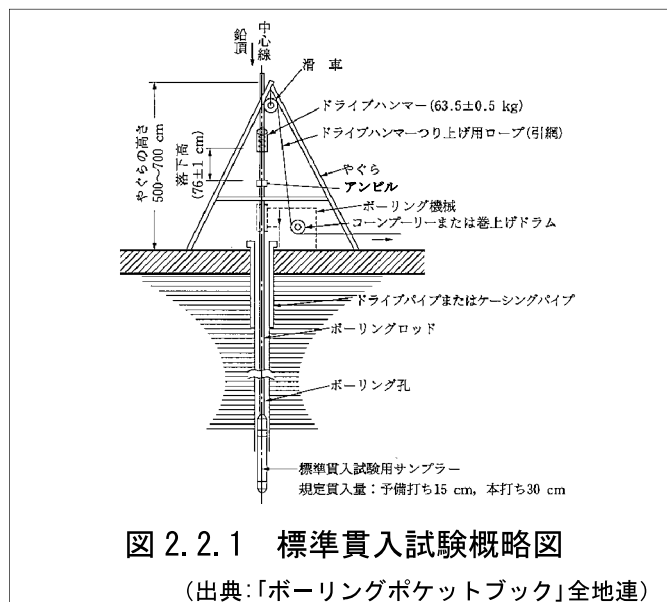 鉛頂
中心線
滑車
ドライブハンマー(63.5±0.5 kg)
ドライブハンマーつり上げ用ロープ(引綱)
やぐらの高さ
500〜700 cm
落下高
(76±1 cm)
やぐら
アンビル
ボーリング機械
コーンプーリーまたは巻上げドラム
ドライブパイプまたはケーシングパイプ
ボーリングロッド
ボーリング孔
標準貫入試験用サンプラー
規定貫入量：予備打ち15 cm, 本打ち30 cm
図 2.2.1 標準貫入試験概略図
(出典:｢ボーリングポケットブック｣全地連)